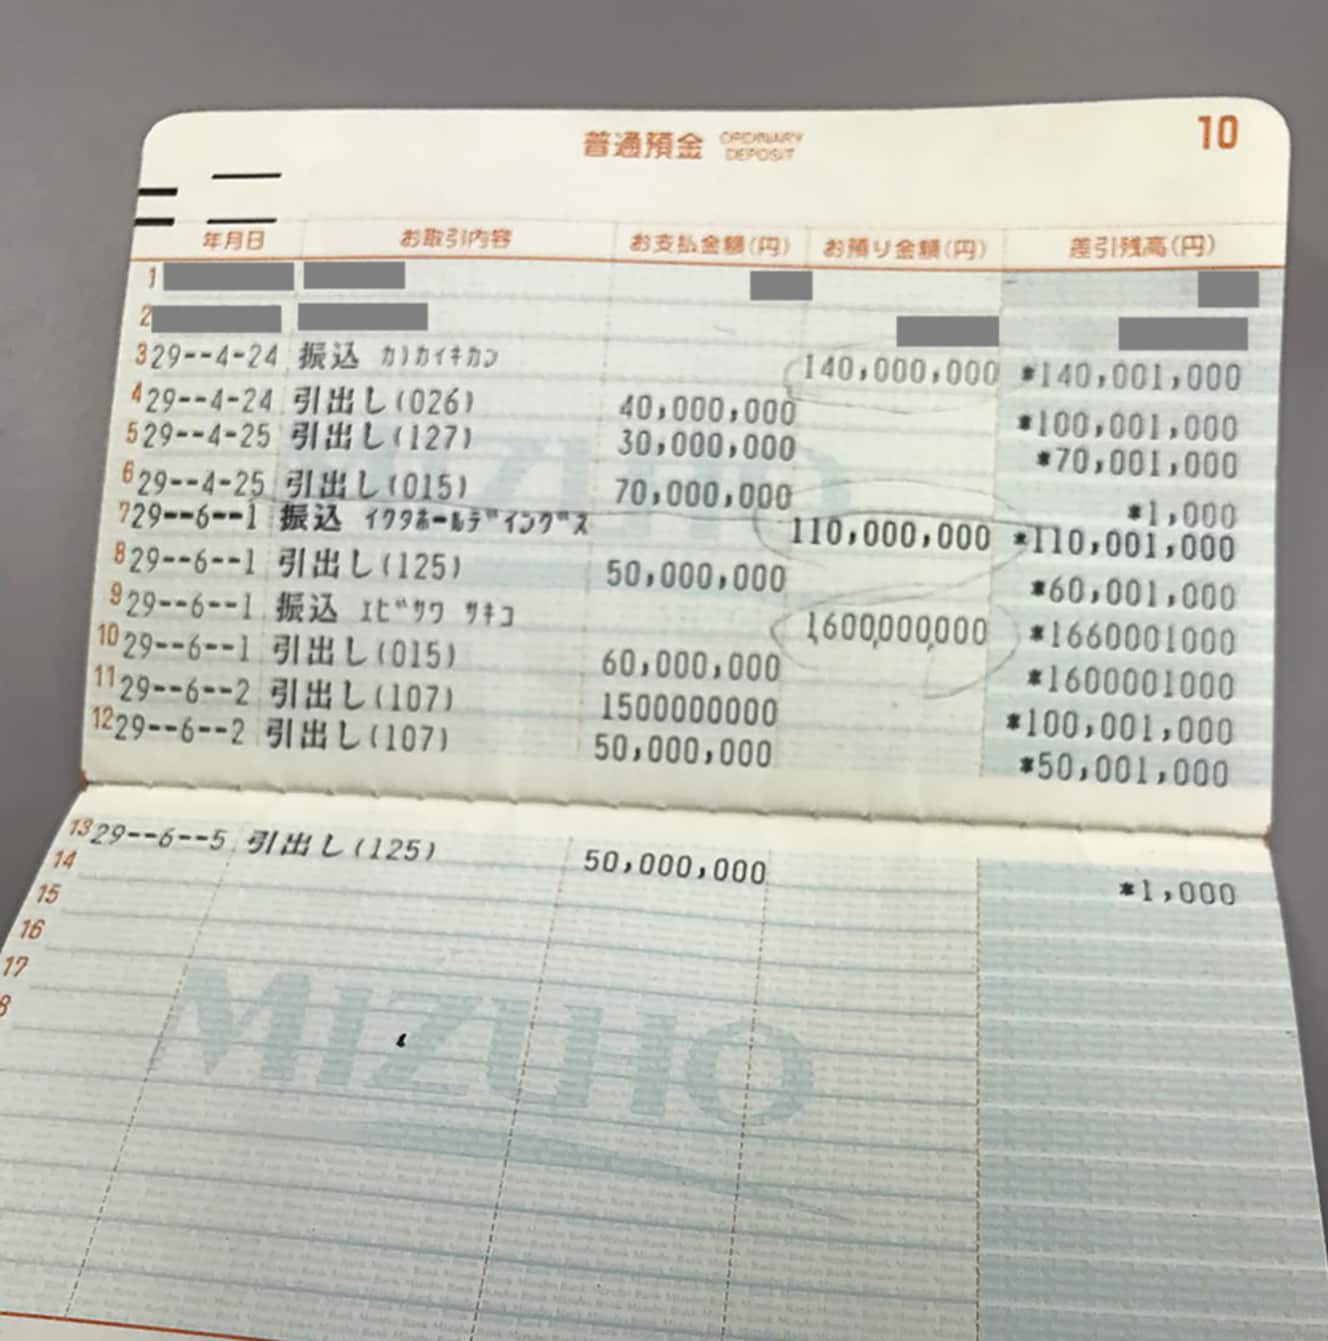 普通預金 ORDINARY DEPOSIT 10
年月日 お取引内容 お支払金額(円) お預り金額(円) 差引残高(円)
1
2
3 29--4-24 振込 カ)カイキカン 140,000,000 *140,001,000
4 29--4-24 引出し(026) 40,000,000 *100,001,000
5 29--4-25 引出し(127) 30,000,000 *70,001,000
6 29--4-25 引出し(015) 70,000,000 *1,000
7 29--6--1 振込 イクタホールデイングス 110,000,000 *110,001,000
8 29--6--1 引出し(125) 50,000,000 *60,001,000
9 29--6--1 振込 エビサワ サキコ 1,600,000,000 *1660001000
10 29--6--1 引出し(015) 60,000,000 *1600001000
11 29--6--2 引出し(107) 1500000000 *100,001,000
12 29--6--2 引出し(107) 50,000,000 *50,001,000
13 29--6--5 引出し(125) 50,000,000 *1,000
14
15
16
17
8
MIZUHO